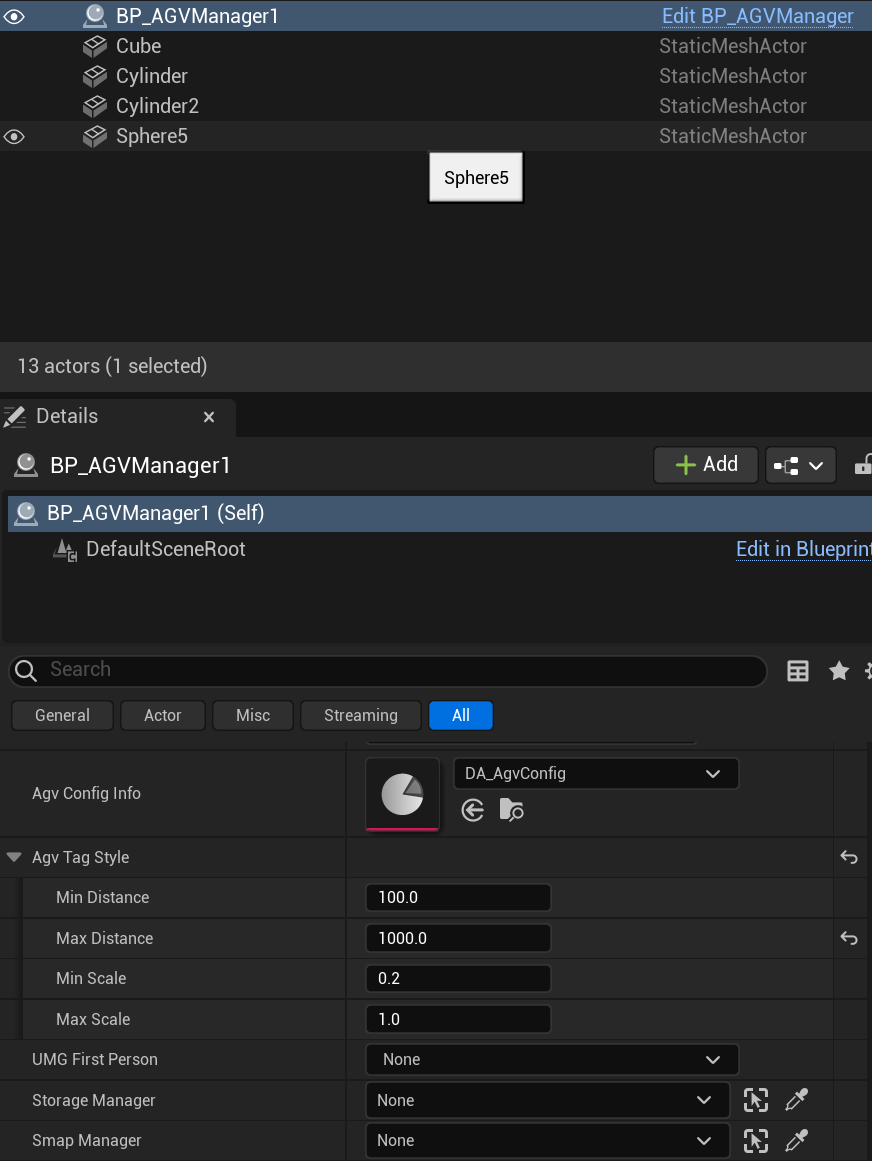 BP_AGVManager1 Edit BP_AGVManager
Cube StaticMeshActor
Cylinder StaticMeshActor
Cylinder2 StaticMeshActor
Sphere5 StaticMeshActor
Sphere5
13 actors (1 selected)
Details
BP_AGVManager1 Add
BP_AGVManager1 (Self)
DefaultSceneRoot Edit in Blueprint
Search
General Actor Misc Streaming All
Agv Config Info DA_AgvConfig
Agv Tag Style
Min Distance 100.0
Max Distance 1000.0
Min Scale 0.2
Max Scale 1.0
UMG First Person None
Storage Manager None
Smap Manager None